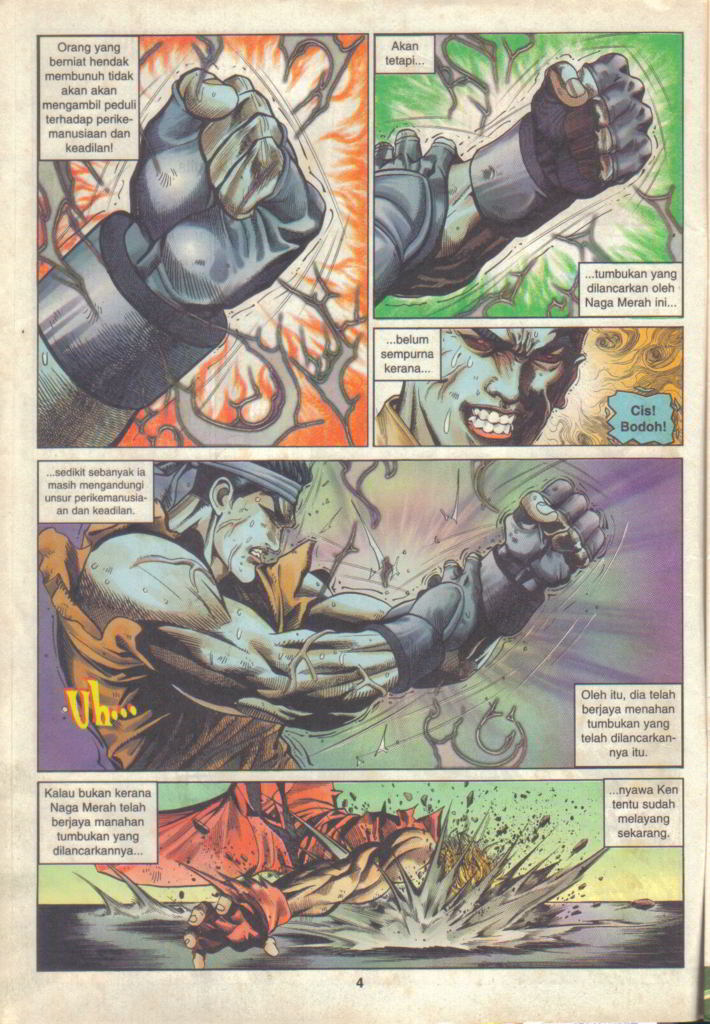 Orang yang
berniat hendak
membunuh tidak
akan akan
mengambil peduli
terhadap perike-
manusiaan dan
keadilan!
Akan
tetapi...
...tumbukan yang
dilancarkan oleh
Naga Merah ini...
...belum
sempurna
kerana...
Cis!
Bodoh!
...sedikit sebanyak ia
masih mengandungi
unsur perikemanusia-
an dan keadilan.
Uh...
Oleh itu, dia telah
berjaya menahan
tumbukan yang
telah dilancarkan-
nya itu.
Kalau bukan kerana
Naga Merah telah
berjaya manahan
tumbukan yang
dilancarkannya...
...nyawa Ken
tentu sudah
melayang
sekarang.
4